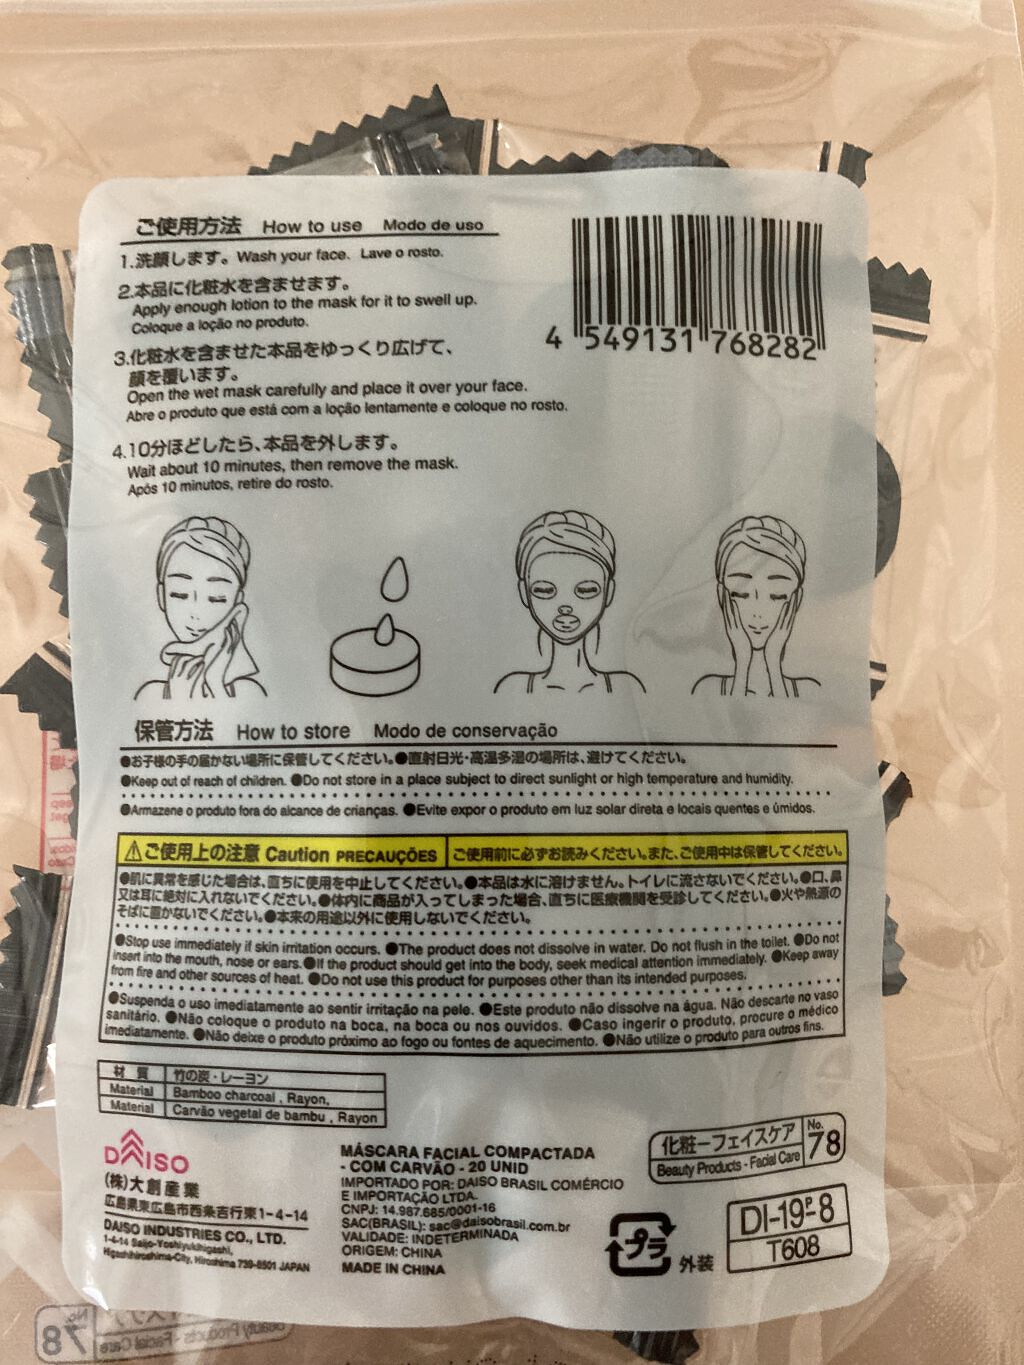 ご使用方法 How to use Modo de uso
1.洗顔します。Wash your face. Lave o rosto.
2.本品に化粧水を含ませます。
Apply enough lotion to the mask for it to swell up.
Coloque a loção no produto.
3.化粧水を含ませた本品をゆっくり広げて、
顔を覆います。
Open the wet mask carefully and place it over your face.
Abre o produto que está com a loção lentamente e coloque no rosto.
4.10分ほどしたら、本品を外します。
Wait about 10 minutes, then remove the mask.
Após 10 minutos, retire do rosto.
4 549131 768282
保管方法 How to store Modo de conservação
●お子様の手の届かない場所に保管してください。●直射日光・高温多湿の場所は、避けてください。
●Keep out of reach of children. ●Do not store in a place subject to direct sunlight or high temperature and humidity.
●Armazene o produto fora do alcance de crianças. ●Evite expor o produto em luz solar direta e locais quentes e úmidos.
⚠ご使用上の注意 Caution PRECAUÇÕES ご使用前に必ずお読みください。また、ご使用中は保管してください。
●肌に異常を感じた場合は、直ちに使用を中止してください。●本品は水に溶けません。トイレに流さないでください。●口、鼻
又は耳に絶対に入れないでください。●体内に商品が入ってしまった場合、直ちに医療機関を受診してください。●火や熱源の
そばに置かないでください。●本来の用途以外に使用しないでください。
●Stop use immediately if skin irritation occurs. ●The product does not dissolve in water. Do not flush in the toilet. ●Do not
insert into the mouth, nose or ears. ●If the product should get into the body, seek medical attention immediately. ●Keep away
from fire and other sources of heat. ●Do not use this product for purposes other than its intended purposes.
●Suspenda o uso imediatamente ao sentir irritação na pele. ●Este produto não dissolve na água. Não descarte no vaso
sanitário. ●Não coloque o produto na boca, na boca ou nos ouvidos. ●Caso ingerir o produto, procure o médico
imediatamente. ●Não deixe o produto próximo ao fogo ou fontes de aquecimento. ●Não utilize o produto para outros fins.
材質 竹の炭・レーヨン
Material Bamboo charcoal , Rayon,
Material Carvão vegetal de bambu , Rayon
DAISO
(株)大創産業
広島県東広島市西条吉行東1-4-14
DAISO INDUSTRIES CO., LTD.
1-4-14 Saijo-Yoshiyukihigashi,
Higashihiroshima-City, Hiroshima 739-8501 JAPAN
MÁSCARA FACIAL COMPACTADA
- COM CARVÃO - 20 UNID
IMPORTADO POR: DAISO BRASIL COMÉRCIO
E IMPORTAÇÃO LTDA.
CNPJ: 14.987.685/0001-16
SAC(BRASIL): sac@daisobrasil.com.br
VALIDADE: INDETERMINADA
ORIGEM: CHINA
MADE IN CHINA
化粧ーフェイスケア No.
Beauty Products - Facial Care 78
プラ 外装
DI-19P-8
T608
No. 78
Beauty Products - Facial Care